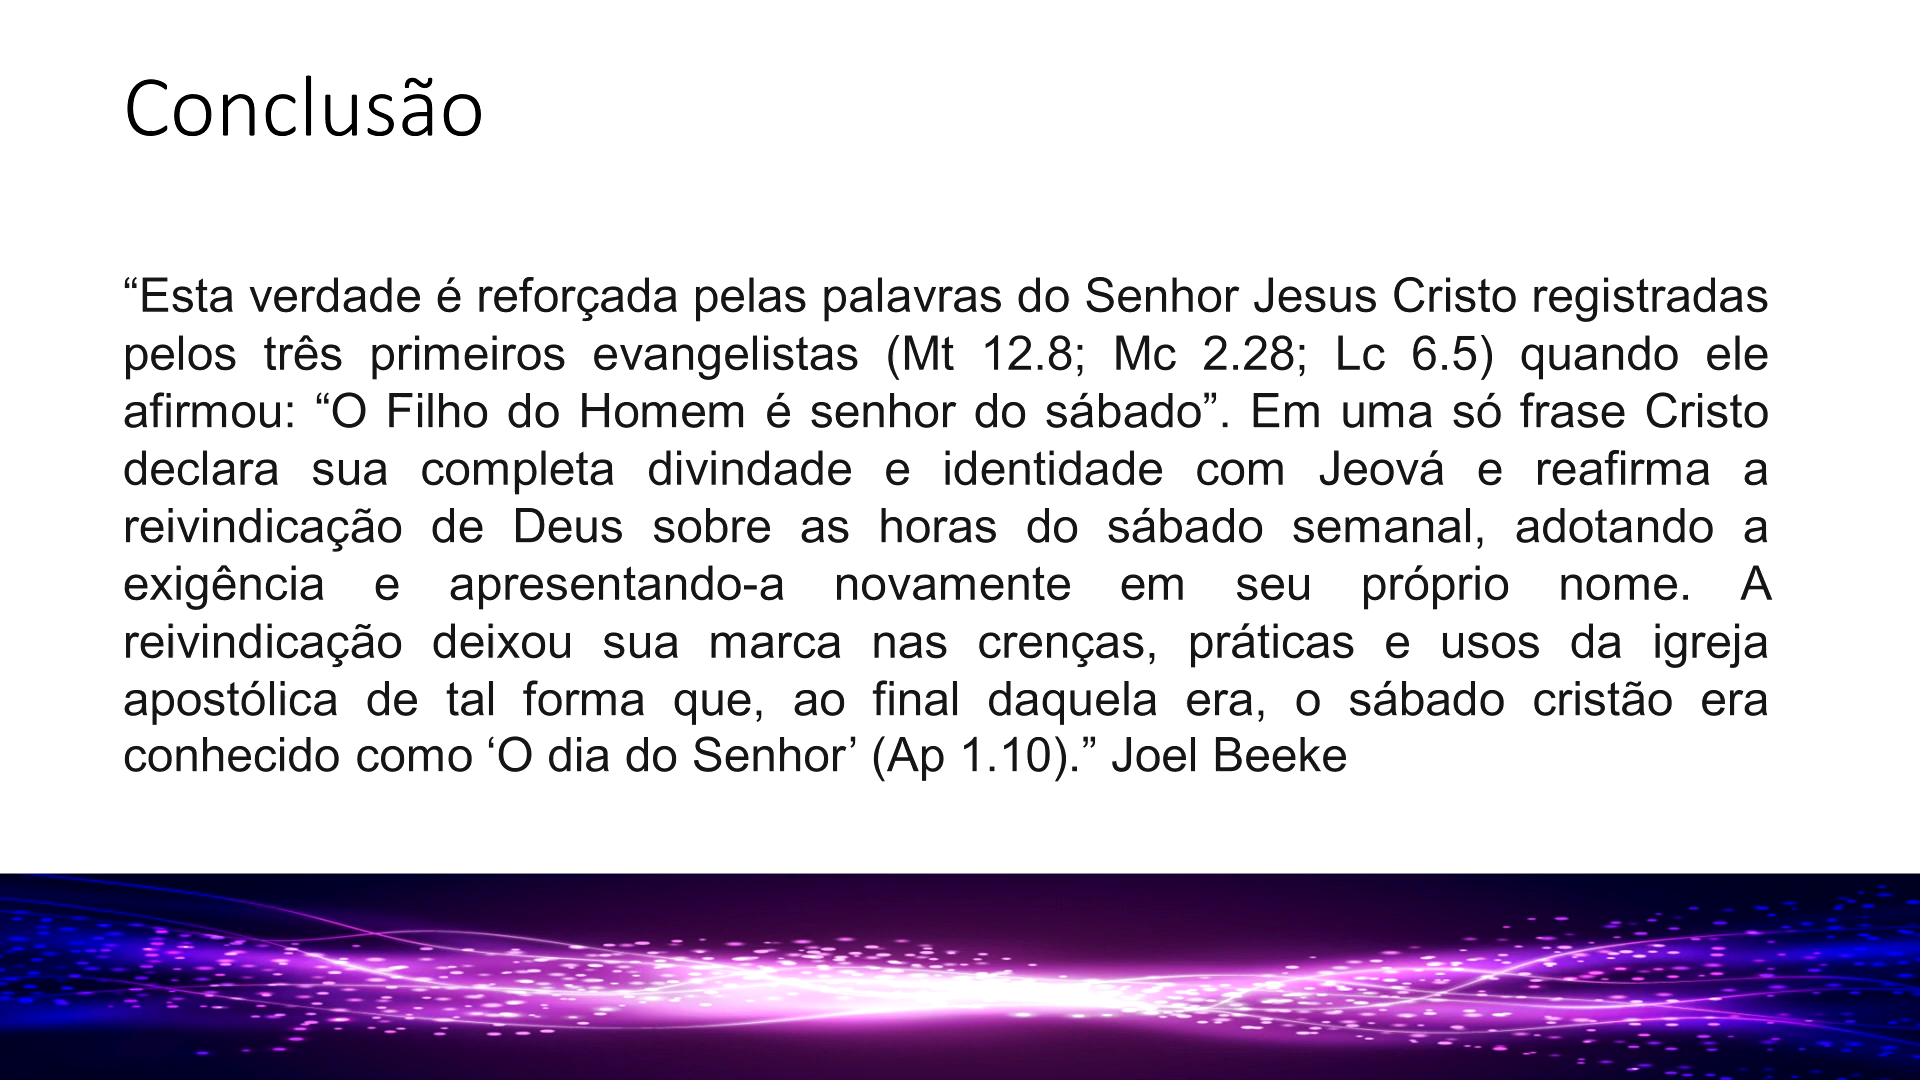 Conclusão
“Esta verdade é reforçada pelas palavras do Senhor Jesus Cristo registradas
pelos três primeiros evangelistas (Mt 12.8; Mc 2.28; Lc 6.5) quando ele
afirmou: “O Filho do Homem é senhor do sábado”. Em uma só frase Cristo
declara sua completa divindade e identidade com Jeová e reafirma a
reivindicação de Deus sobre as horas do sábado semanal, adotando a
exigência e apresentando-a novamente em seu próprio nome. A
reivindicação deixou sua marca nas crenças, práticas e usos da igreja
apostólica de tal forma que, ao final daquela era, o sábado cristão era
conhecido como ‘O dia do Senhor’ (Ap 1.10).” Joel Beeke